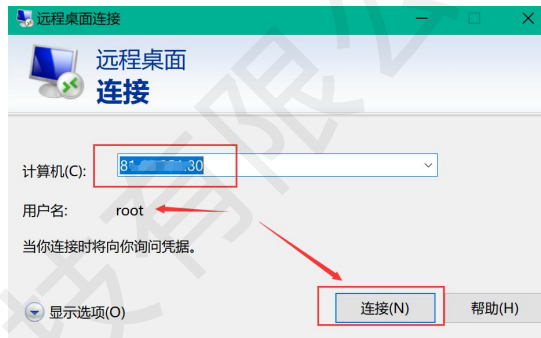 远程桌面连接
远程桌面
连接
计算机(C):
用户名: root
当你连接时将向你询问凭据。
显示选项(O) 连接(N) 帮助(H)